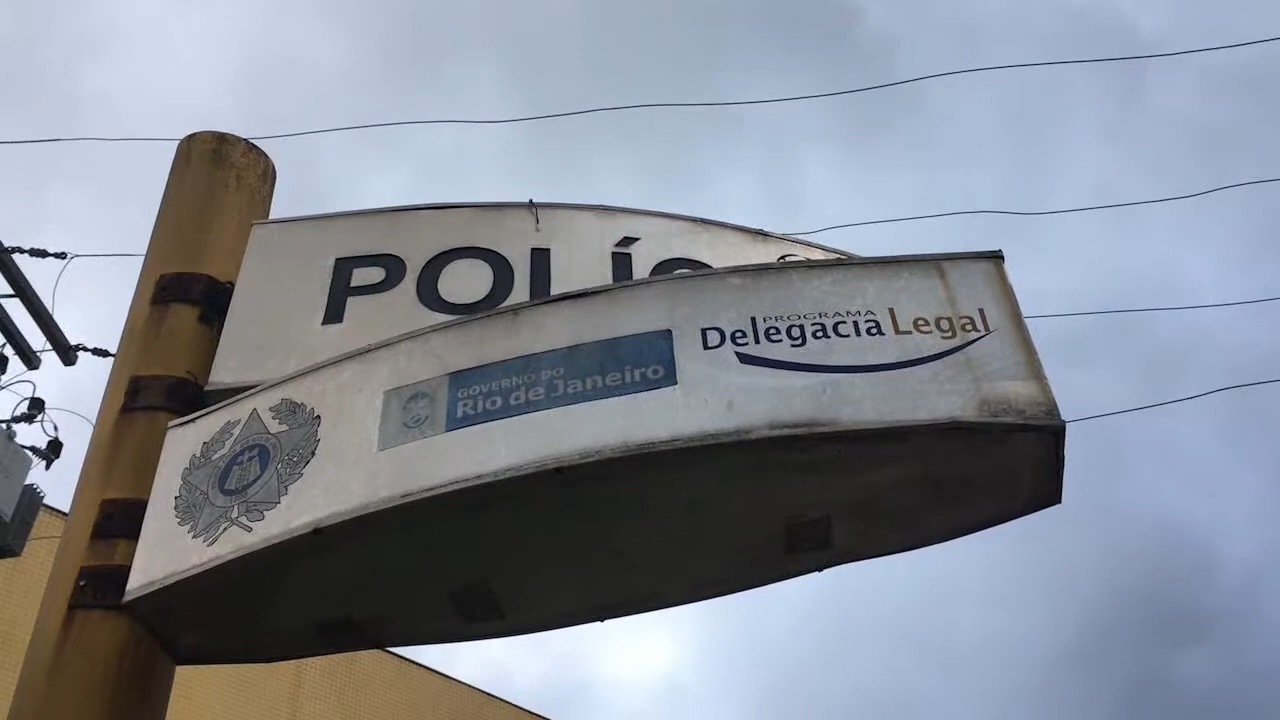 POLÍ
GOVERNO DO
Rio de Janeiro
PROGRAMA
Delegacia Legal